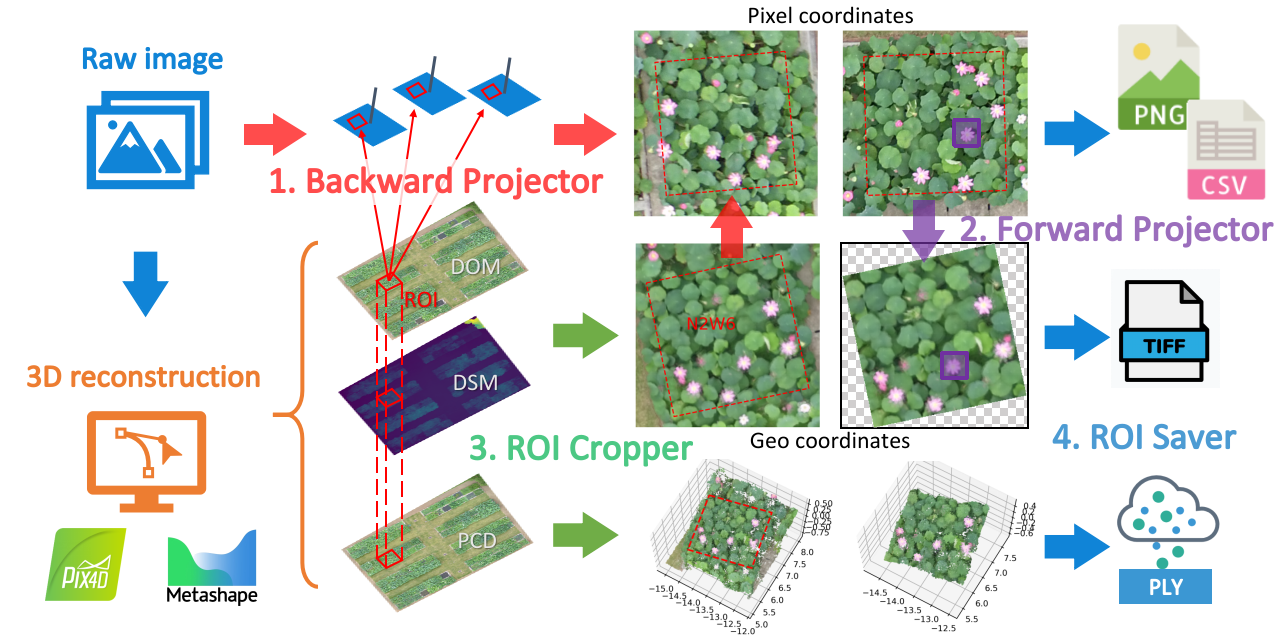 Pixel coordinates
Raw image
PNG
CSV
1. Backward Projector
2. Forward Projector
DOM
ROI
N2W6
TIFF
3D reconstruction
DSM
3. ROI Cropper
Geo coordinates
4. ROI Saver
PCD
0.50
0.25
0.00
−0.25
−0.50
−0.75
8.0
7.5
7.0
6.5
6.0
5.5
5.0
−15.0
−14.5
−14.0
−13.5
−13.0
−12.5
−12.0
0.4
0.2
0.0
−0.2
−0.4
−0.6
7.5
7.0
6.5
6.0
5.5
−14.5
−14.0
−13.5
−13.0
−12.5
PIX4D
Metashape
PLY